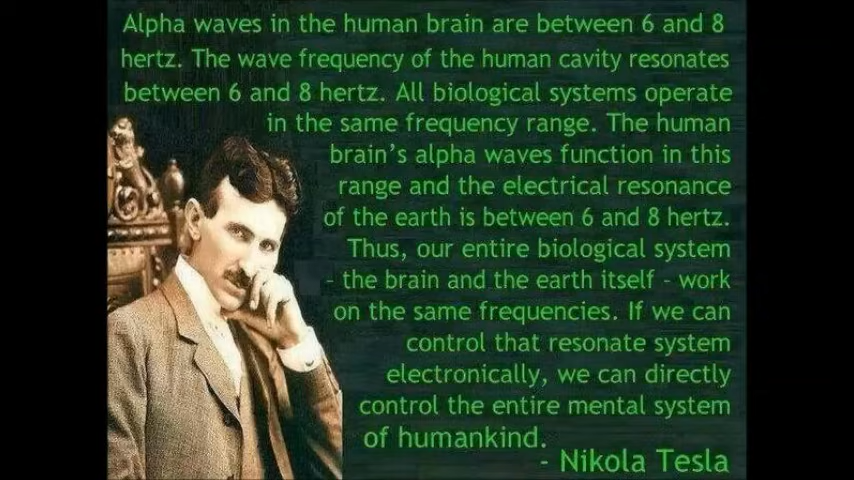 Alpha waves in the human brain are between 6 and 8
hertz. The wave frequency of the human cavity resonates
between 6 and 8 hertz. All biological systems operate
in the same frequency range. The human
brain's alpha waves function in this
range and the electrical resonance
of the earth is between 6 and 8 hertz.
Thus, our entire biological system
- the brain and the earth itself - work
on the same frequencies. If we can
control that resonate system
electronically, we can directly
control the entire mental system
of humankind.
- Nikola Tesla